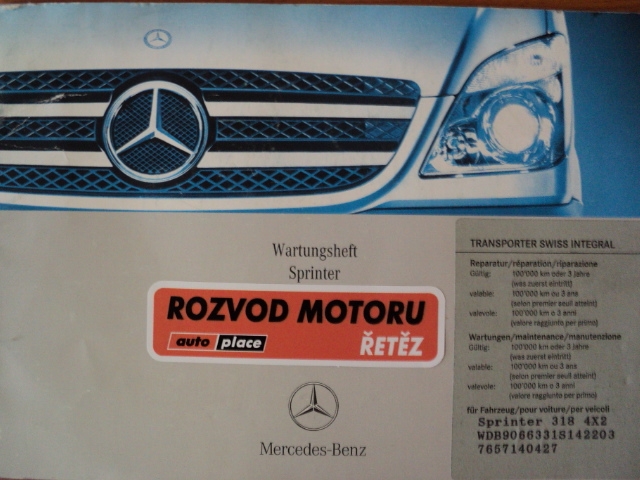 Wartungsheft
Sprinter
ROZVOD MOTORU
auto place
ŘETĚZ
Mercedes-Benz
TRANSPORTER SWISS INTEGRAL
Reparatur/réparation/riparazione
Gültig: 100'000 km oder 3 Jahre
(was zuerst eintritt)
valable: 100'000 km ou 3 ans
(selon premier seuil atteint)
valevole: 100'000 km o 3 anni
(valore raggiunto per primo)
Wartungen/maintenance/manutenzione
Gültig: 100'000 km oder 3 Jahre
(was zuerst eintritt)
valable: 100'000 km ou 3 ans
(selon premier seuil atteint)
valevole: 100'000 km o 3 anni
(valore raggiunto per primo)
für Fahrzeug/pour voiture/per veicoli
Sprinter 318 4X2
WDB9066331S142203
7657140427